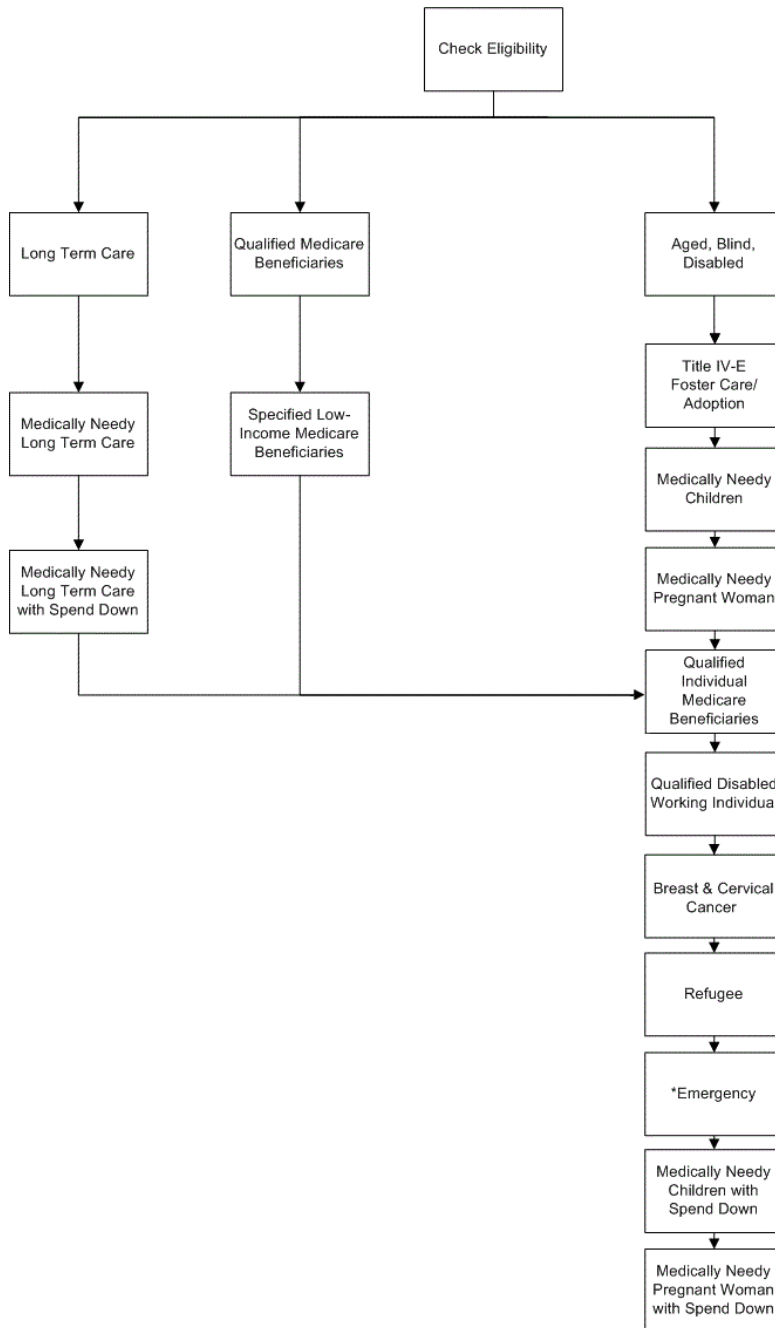 Check Eligibility
Long Term Care
Qualified Medicare
Beneficiaries
Aged, Blind,
Disabled
Title IV-E
Foster Care/
Adoption
Medically Needy
Long Term Care
Specified Low-
Income Medicare
Beneficiaries
Medically Needy
Children
Medically Needy
Long Term Care
with Spend Down
Medically Needy
Pregnant Woman
Qualified
Individual
Medicare
Beneficiaries
Qualified Disabled
Working Individual
Breast & Cervical
Cancer
Refugee
*Emergency
Medically Needy
Children with
Spend Down
Medically Needy
Pregnant Woman
with Spend Down